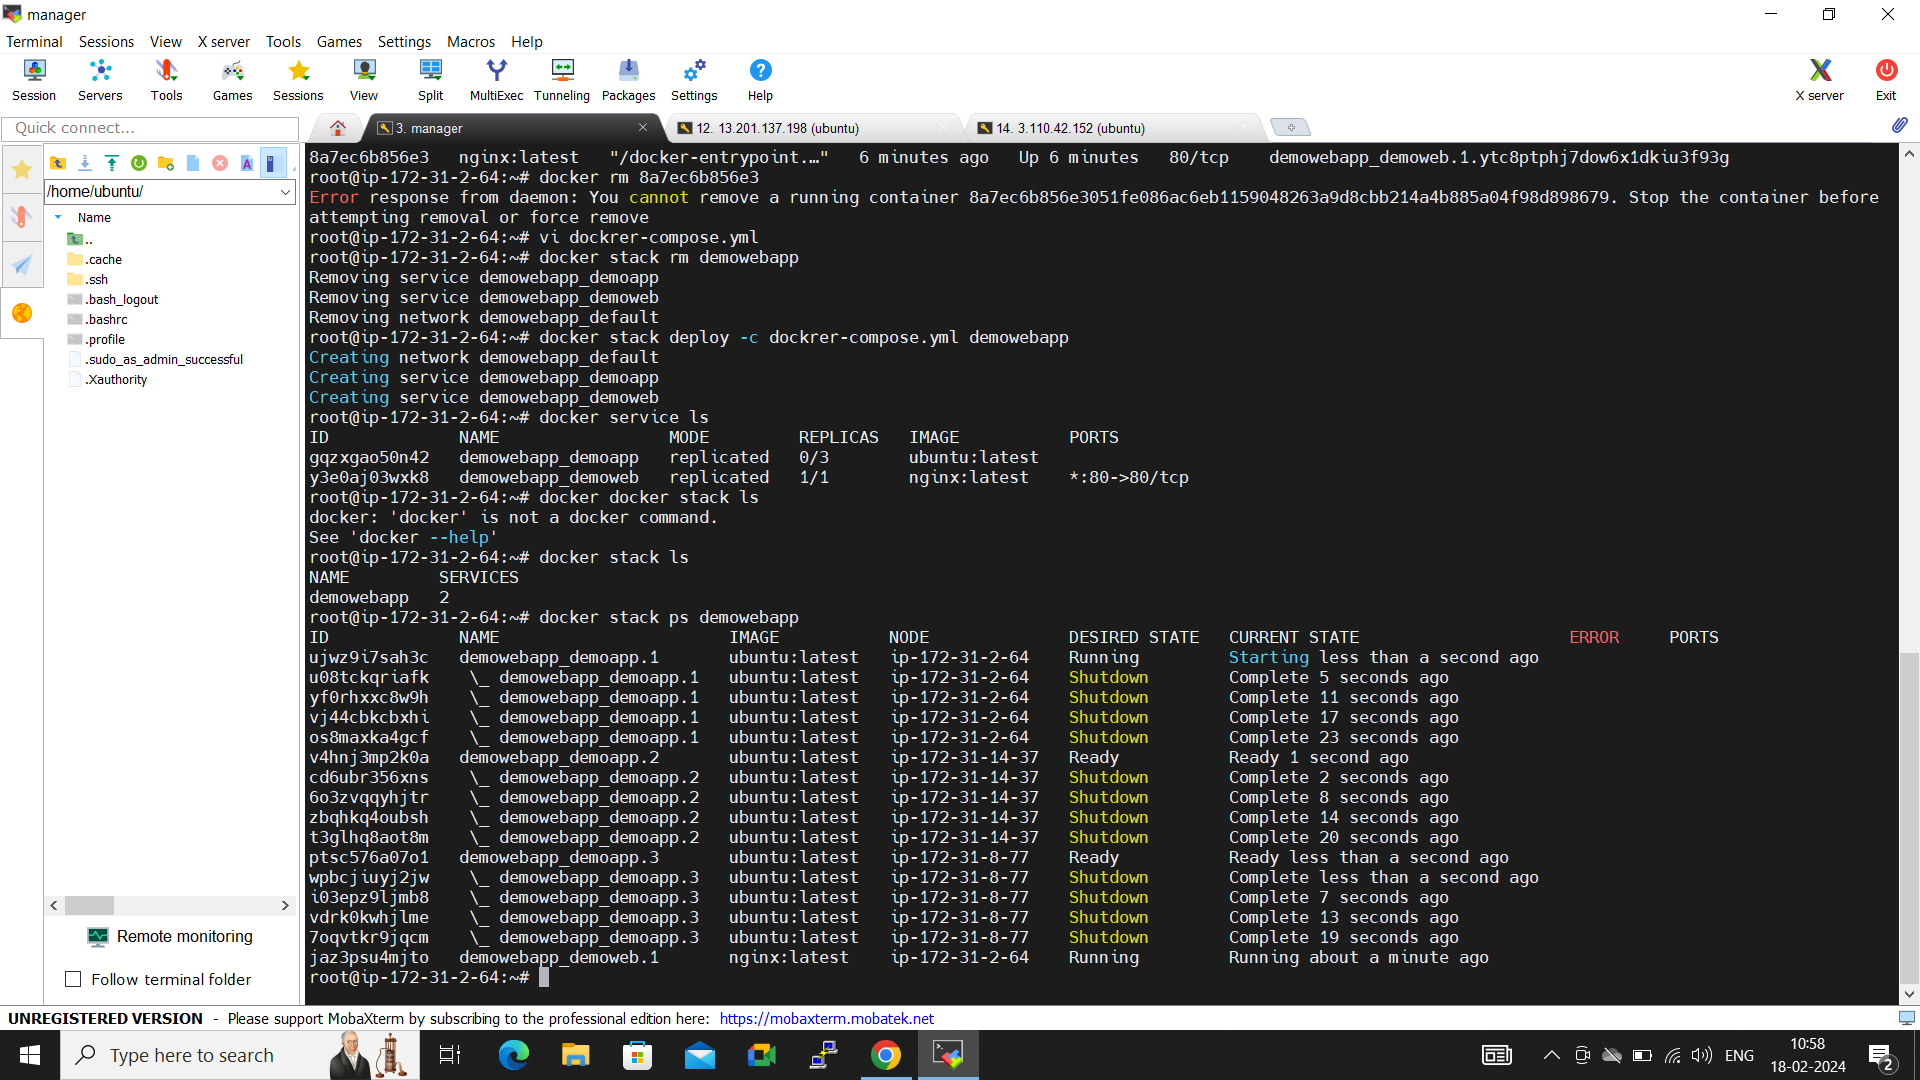 manager
Terminal Sessions View X server Tools Games Settings Macros Help
Session Servers Tools Games Sessions View Split MultiExec Tunneling Packages Settings Help X server Exit
Quick connect...
3. manager
12. 13.201.137.198 (ubuntu)
14. 3.110.42.152 (ubuntu)
/home/ubuntu/
Name
..
.cache
.ssh
.bash_logout
.bashrc
.profile
.sudo_as_admin_successful
.Xauthority
Remote monitoring
Follow terminal folder
8a7ec6b856e3 nginx:latest "/docker-entrypoint.…" 6 minutes ago Up 6 minutes 80/tcp demowebapp_demoweb.1.ytc8ptphj7dow6x1dkiu3f93g
root@ip-172-31-2-64:~# docker rm 8a7ec6b856e3
Error response from daemon: You cannot remove a running container 8a7ec6b856e3051fe086ac6eb1159048263a9d8cbb214a4b885a04f98d898679. Stop the container before
attempting removal or force remove
root@ip-172-31-2-64:~# vi dockrer-compose.yml
root@ip-172-31-2-64:~# docker stack rm demowebapp
Removing service demowebapp_demoapp
Removing service demowebapp_demoweb
Removing network demowebapp_default
root@ip-172-31-2-64:~# docker stack deploy -c dockrer-compose.yml demowebapp
Creating network demowebapp_default
Creating service demowebapp_demoapp
Creating service demowebapp_demoweb
root@ip-172-31-2-64:~# docker service ls
ID NAME MODE REPLICAS IMAGE PORTS
gqzxgao50n42 demowebapp_demoapp replicated 0/3 ubuntu:latest
y3e0aj03wxk8 demowebapp_demoweb replicated 1/1 nginx:latest *:80->80/tcp
root@ip-172-31-2-64:~# docker docker stack ls
docker: 'docker' is not a docker command.
See 'docker --help'
root@ip-172-31-2-64:~# docker stack ls
NAME SERVICES
demowebapp 2
root@ip-172-31-2-64:~# docker stack ps demowebapp
ID NAME IMAGE NODE DESIRED STATE CURRENT STATE ERROR PORTS
ujwz9i7sah3c demowebapp_demoapp.1 ubuntu:latest ip-172-31-2-64 Running Starting less than a second ago
u08tckqriafk \_ demowebapp_demoapp.1 ubuntu:latest ip-172-31-2-64 Shutdown Complete 5 seconds ago
yf0rhxxc8w9h \_ demowebapp_demoapp.1 ubuntu:latest ip-172-31-2-64 Shutdown Complete 11 seconds ago
vj44cbkcbxhi \_ demowebapp_demoapp.1 ubuntu:latest ip-172-31-2-64 Shutdown Complete 17 seconds ago
os8maxka4gcf \_ demowebapp_demoapp.1 ubuntu:latest ip-172-31-2-64 Shutdown Complete 23 seconds ago
v4hnj3mp2k0a demowebapp_demoapp.2 ubuntu:latest ip-172-31-14-37 Ready Ready 1 second ago
cd6ubr356xns \_ demowebapp_demoapp.2 ubuntu:latest ip-172-31-14-37 Shutdown Complete 2 seconds ago
6o3zvqqyhjtr \_ demowebapp_demoapp.2 ubuntu:latest ip-172-31-14-37 Shutdown Complete 8 seconds ago
zbqhkq4oubsh \_ demowebapp_demoapp.2 ubuntu:latest ip-172-31-14-37 Shutdown Complete 14 seconds ago
t3glhq8aot8m \_ demowebapp_demoapp.2 ubuntu:latest ip-172-31-14-37 Shutdown Complete 20 seconds ago
ptsc576a07o1 demowebapp_demoapp.3 ubuntu:latest ip-172-31-8-77 Ready Ready less than a second ago
wpbcjiuyj2jw \_ demowebapp_demoapp.3 ubuntu:latest ip-172-31-8-77 Shutdown Complete less than a second ago
i03epz9ljmb8 \_ demowebapp_demoapp.3 ubuntu:latest ip-172-31-8-77 Shutdown Complete 7 seconds ago
vdrk0kwhjlme \_ demowebapp_demoapp.3 ubuntu:latest ip-172-31-8-77 Shutdown Complete 13 seconds ago
7oqvtkr9jqcm \_ demowebapp_demoapp.3 ubuntu:latest ip-172-31-8-77 Shutdown Complete 19 seconds ago
jaz3psu4mjto demowebapp_demoweb.1 nginx:latest ip-172-31-2-64 Running Running about a minute ago
root@ip-172-31-2-64:~#
UNREGISTERED VERSION - Please support MobaXterm by subscribing to the professional edition here: https://mobaxterm.mobatek.net
Type here to search
ENG
10:58
18-02-2024
2